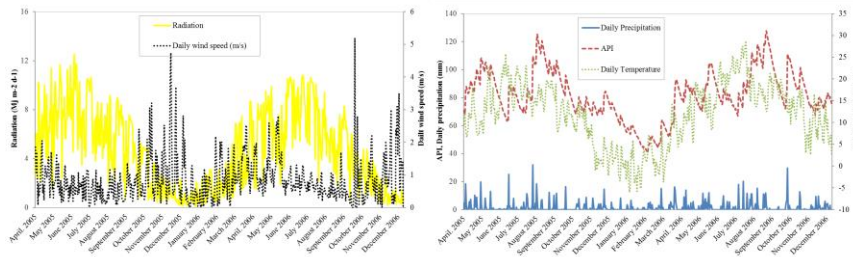 16
12
8
4
0
Radiation (Mj m-2 d-1)
Radiation
Daily wind speed (m/s)
6
5
4
3
2
1
0
Dailt wind speed (m/s)
April. 2005
May 2005
June 2005
July 2005
August 2005
September 2005
October 2005
November 2005
December 2005
January 2006
February 2006
March 2006
April 2006
May 2006
June 2006
July 2006
August 2006
September 2006
October 2006
November 2006
December 2006
140
120
100
80
60
40
20
0
API, Daily precipitation (mm)
Daily Precipitation
API
Daily Temperature
35
30
25
20
15
10
5
0
-5
-10
April. 2005
May 2005
June 2005
July 2005
August 2005
September 2005
October 2005
November 2005
December 2005
January 2006
February 2006
March 2006
April 2006
May 2006
June 2006
July 2006
August 2006
September 2006
October 2006
November 2006
December 2006